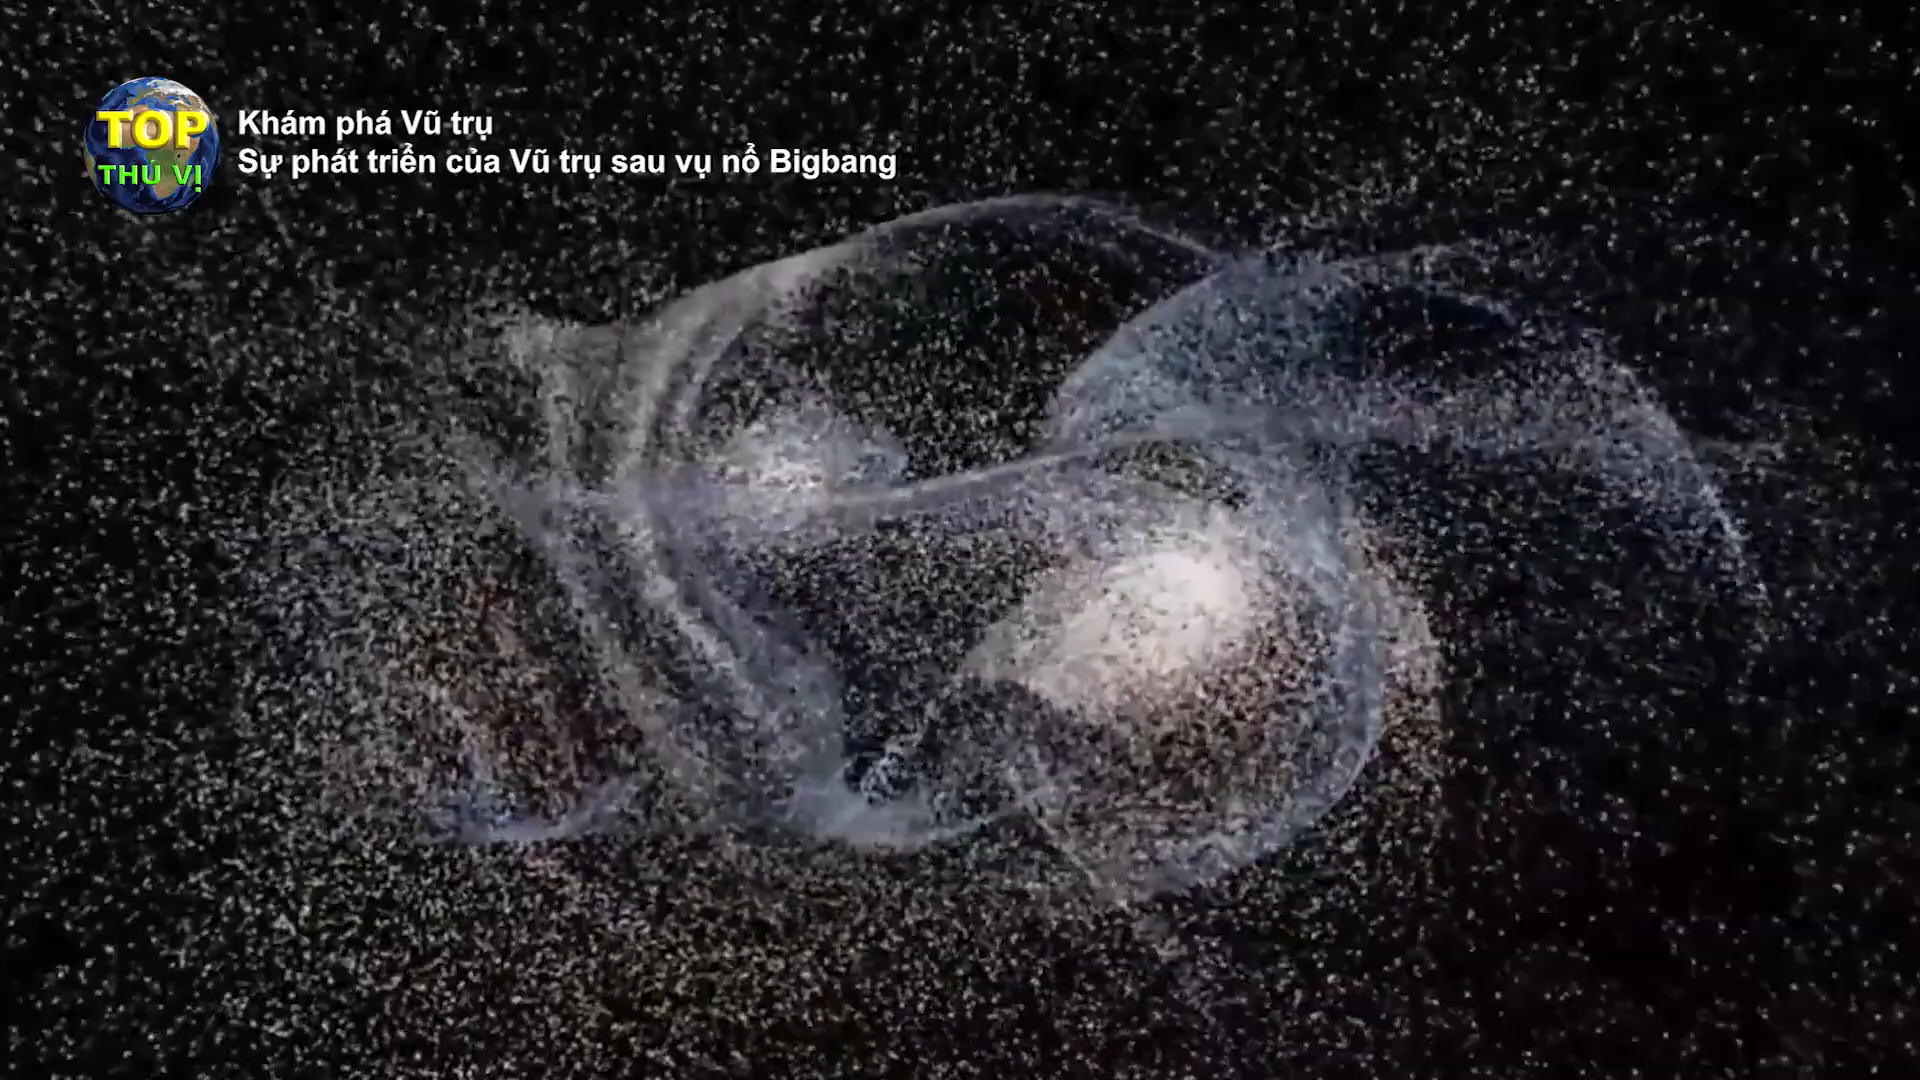 TOP
THÚ VỊ
Khám phá Vũ trụ
Sự phát triển của Vũ trụ sau vụ nổ Bigbang